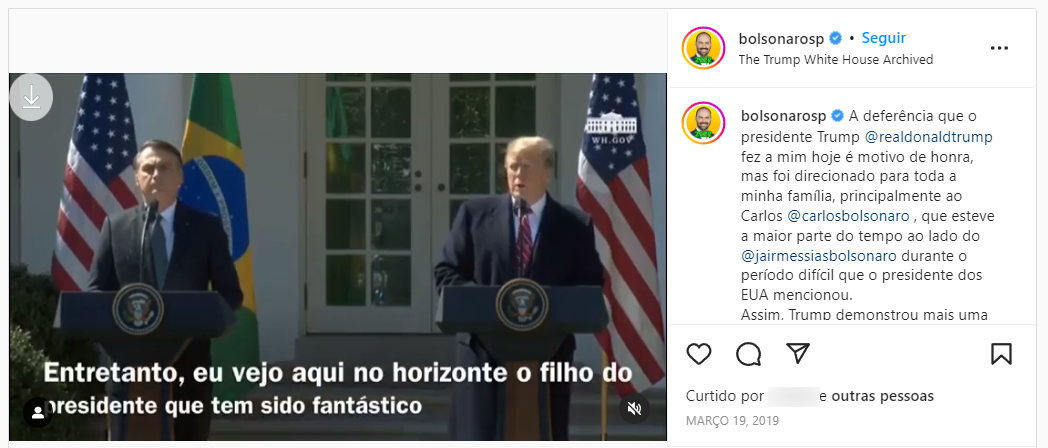 bolsonarosp • Seguir
The Trump White House Archived
WH.GOV
Entretanto, eu vejo aqui no horizonte o filho do
presidente que tem sido fantástico
bolsonarosp A deferência que o
presidente Trump @realdonaldtrump
fez a mim hoje é motivo de honra,
mas foi direcionado para toda a
minha família, principalmente ao
Carlos @carlosbolsonaro , que esteve
a maior parte do tempo ao lado do
@jairmessiasbolsonaro durante o
período difícil que o presidente dos
EUA mencionou.
Assim, Trump demonstrou mais uma
Curtido por
e outras pessoas
MARÇO 19, 2019